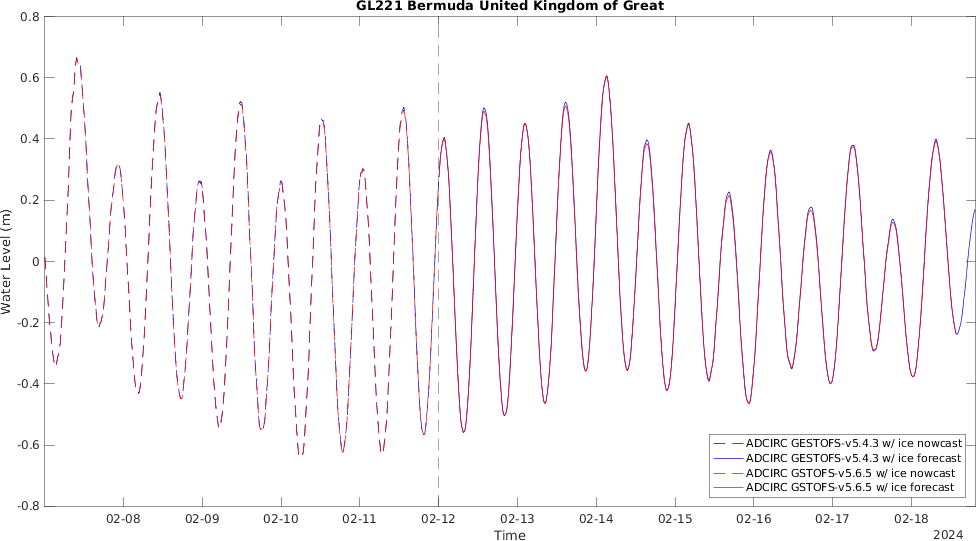 GL221 Bermuda United Kingdom of Great
0.8
0.6
0.4
0.2
0
-0.2
-0.4
-0.6
-0.8
Water Level (m)
ADCIRC GESTOFS-v5.4.3 w/ ice nowcast
ADCIRC GESTOFS-v5.4.3 w/ ice forecast
ADCIRC GSTOFS-v5.6.5 w/ ice nowcast
ADCIRC GSTOFS-v5.6.5 w/ ice forecast
02-08 02-09 02-10 02-11 02-12 02-13 02-14 02-15 02-16 02-17 02-18
Time
2024